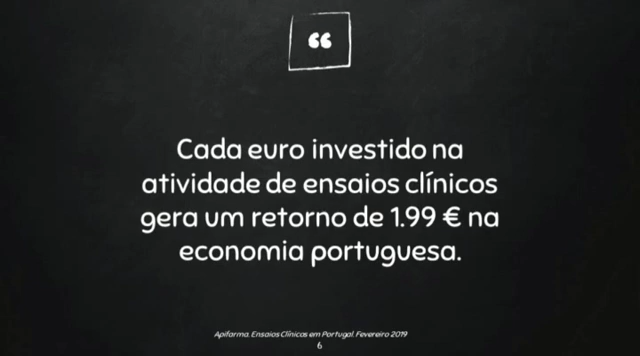 “
Cada euro investido na
atividade de ensaios clínicos
gera um retorno de 1.99 € na
economia portuguesa.
Apifarma. Ensaios Clínicos em Portugal. Fevereiro 2019
6